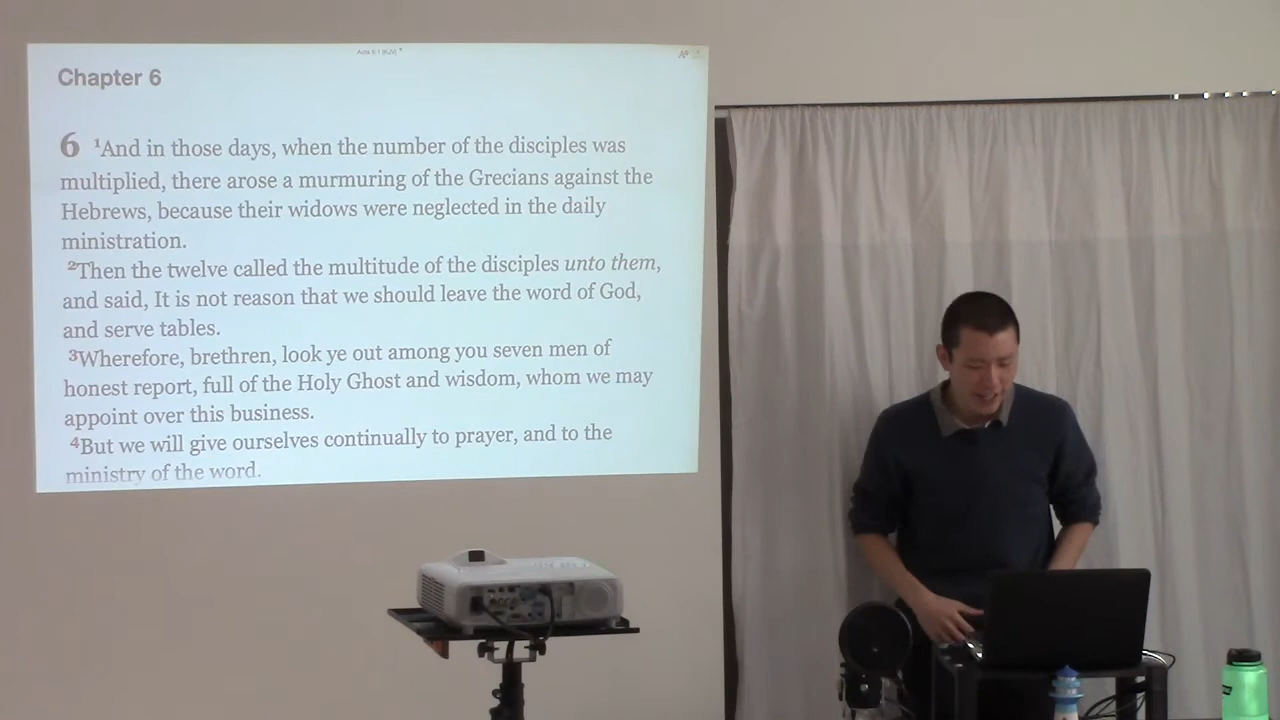 Acts 6:1 (KJV)
Chapter 6
6 ¹And in those days, when the number of the disciples was
multiplied, there arose a murmuring of the Grecians against the
Hebrews, because their widows were neglected in the daily
ministration.
²Then the twelve called the multitude of the disciples unto them,
and said, It is not reason that we should leave the word of God,
and serve tables.
³Wherefore, brethren, look ye out among you seven men of
honest report, full of the Holy Ghost and wisdom, whom we may
appoint over this business.
⁴But we will give ourselves continually to prayer, and to the
ministry of the word.